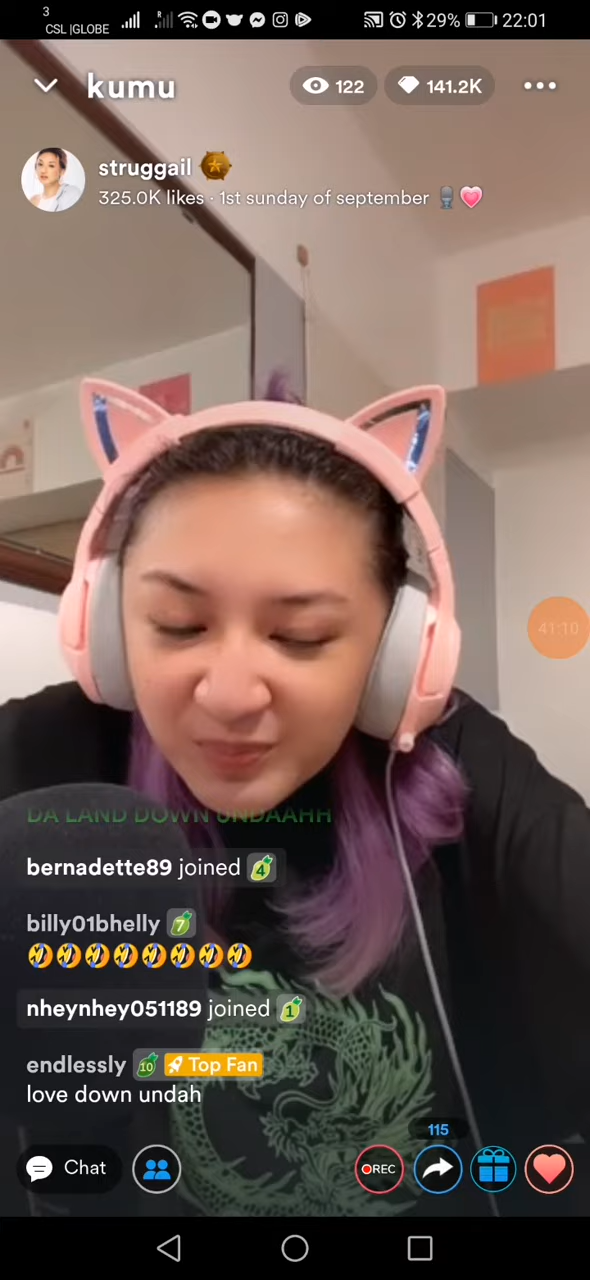 3
CSL |GLOBE
R
29%
22:01
kumu
122
141.2K
struggail
325.0K likes · 1st sunday of september 🎙️💗
41:10
DA LAND DOWN UNDAAHH
bernadette89 joined 4
billy01bhelly 7
🤣🤣🤣🤣🤣🤣🤣🤣
nheynhey051189 joined 1
endlessly 10 Top Fan
love down undah
115
Chat
REC